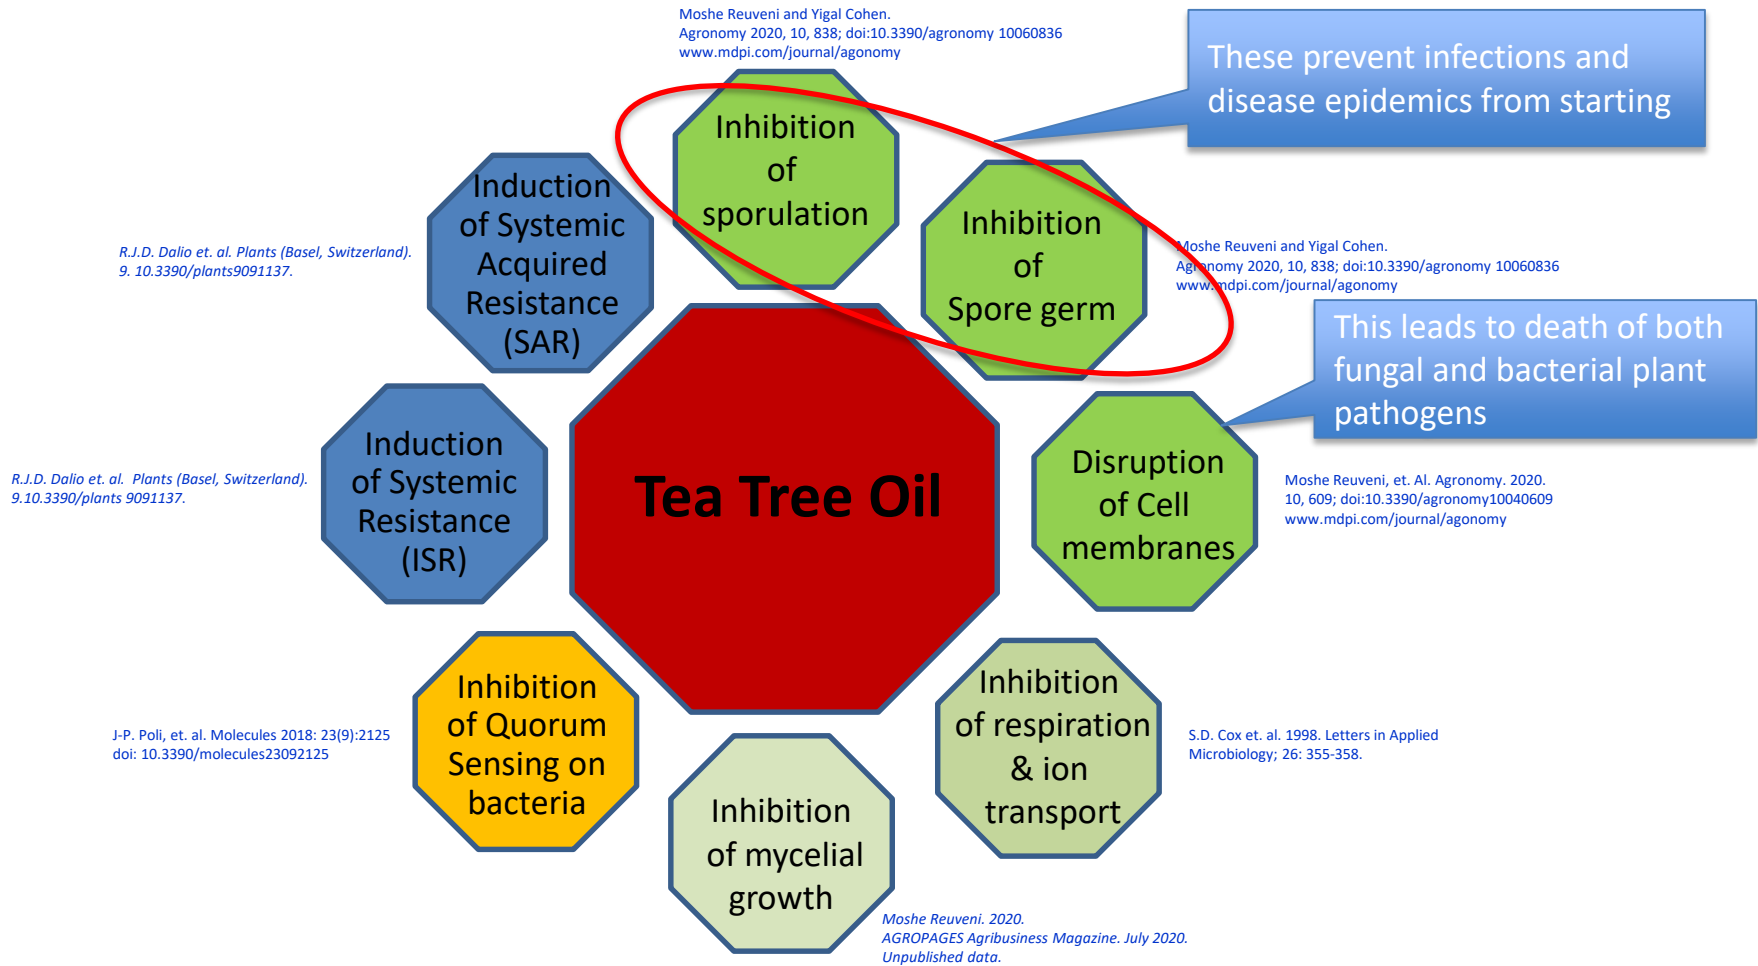 Moshe Reuveni and Yigal Cohen.
Agronomy 2020, 10, 838; doi:10.3390/agronomy 10060836
www.mdpi.com/journal/agonomy
These prevent infections and
disease epidemics from starting
Inhibition
of
sporulation
Inhibition
of
Spore germ
Moshe Reuveni and Yigal Cohen.
Agronomy 2020, 10, 838; doi:10.3390/agronomy 10060836
www.mdpi.com/journal/agonomy
Induction
of Systemic
Acquired
Resistance
(SAR)
R.J.D. Dalio et. al. Plants (Basel, Switzerland).
9. 10.3390/plants9091137.
This leads to death of both
fungal and bacterial plant
pathogens
Induction
of Systemic
Resistance
(ISR)
R.J.D. Dalio et. al. Plants (Basel, Switzerland).
9.10.3390/plants 9091137.
Tea Tree Oil
Disruption
of Cell
membranes
Moshe Reuveni, et. Al. Agronomy. 2020.
10, 609; doi:10.3390/agronomy10040609
www.mdpi.com/journal/agonomy
Inhibition
of Quorum
Sensing on
bacteria
J-P. Poli, et. al. Molecules 2018: 23(9):2125
doi: 10.3390/molecules23092125
Inhibition
of respiration
& ion
transport
S.D. Cox et. al. 1998. Letters in Applied
Microbiology; 26: 355-358.
Inhibition
of mycelial
growth
Moshe Reuveni. 2020.
AGROPAGES Agribusiness Magazine. July 2020.
Unpublished data.